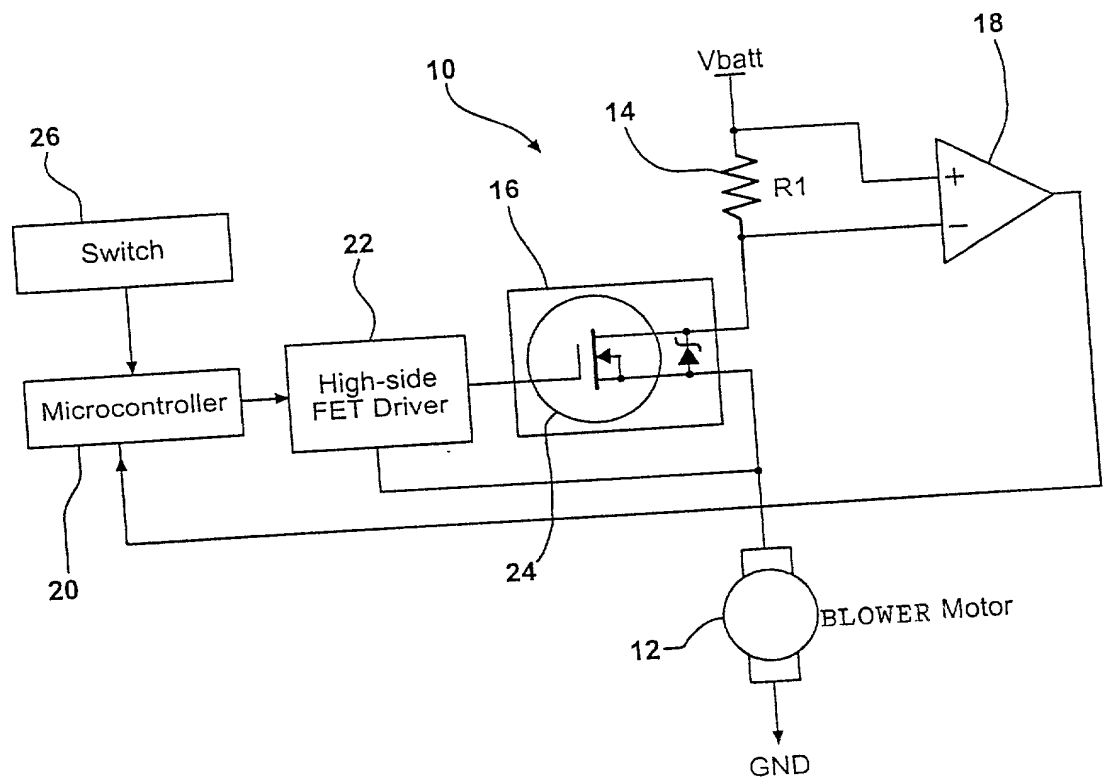 18
Vbatt
10
14
26
R1
+
−
16
Switch
22
High-side
FET Driver
Microcontroller
24
20
BLOWER Motor
12
GND